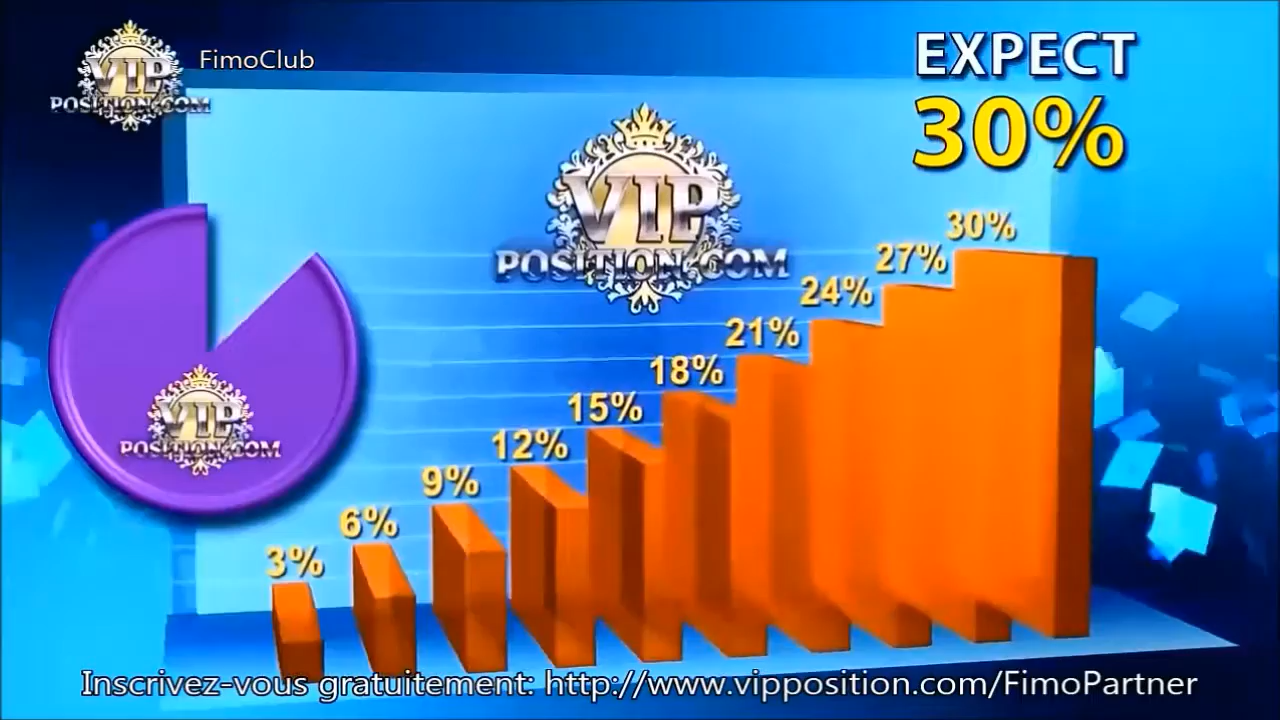 VIP
POSITION.COM
FimoClub
EXPECT
30%
VIP
POSITION.COM
30%
27%
24%
21%
18%
15%
12%
9%
6%
3%
VIP
POSITION.COM
Inscrivez-vous gratuitement: http://www.vipposition.com/FimoPartner